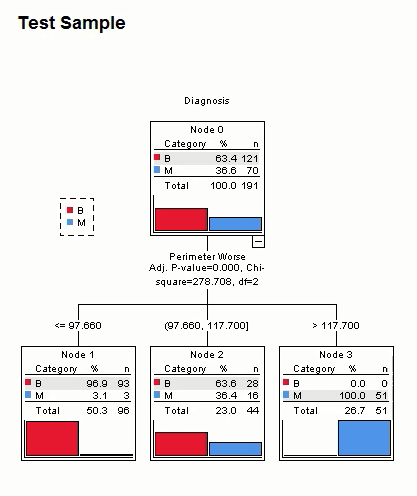 Test Sample
Diagnosis
Node 0
Category % n
B 63.4 121
M 36.6 70
Total 100.0 191
B
M
Perimeter Worse
Adj. P-value=0.000, Chi-
square=278.708, df=2
<= 97.660
(97.660, 117.700]
> 117.700
Node 1
Category % n
B 96.9 93
M 3.1 3
Total 50.3 96
Node 2
Category % n
B 63.6 28
M 36.4 16
Total 23.0 44
Node 3
Category % n
B 0.0 0
M 100.0 51
Total 26.7 51